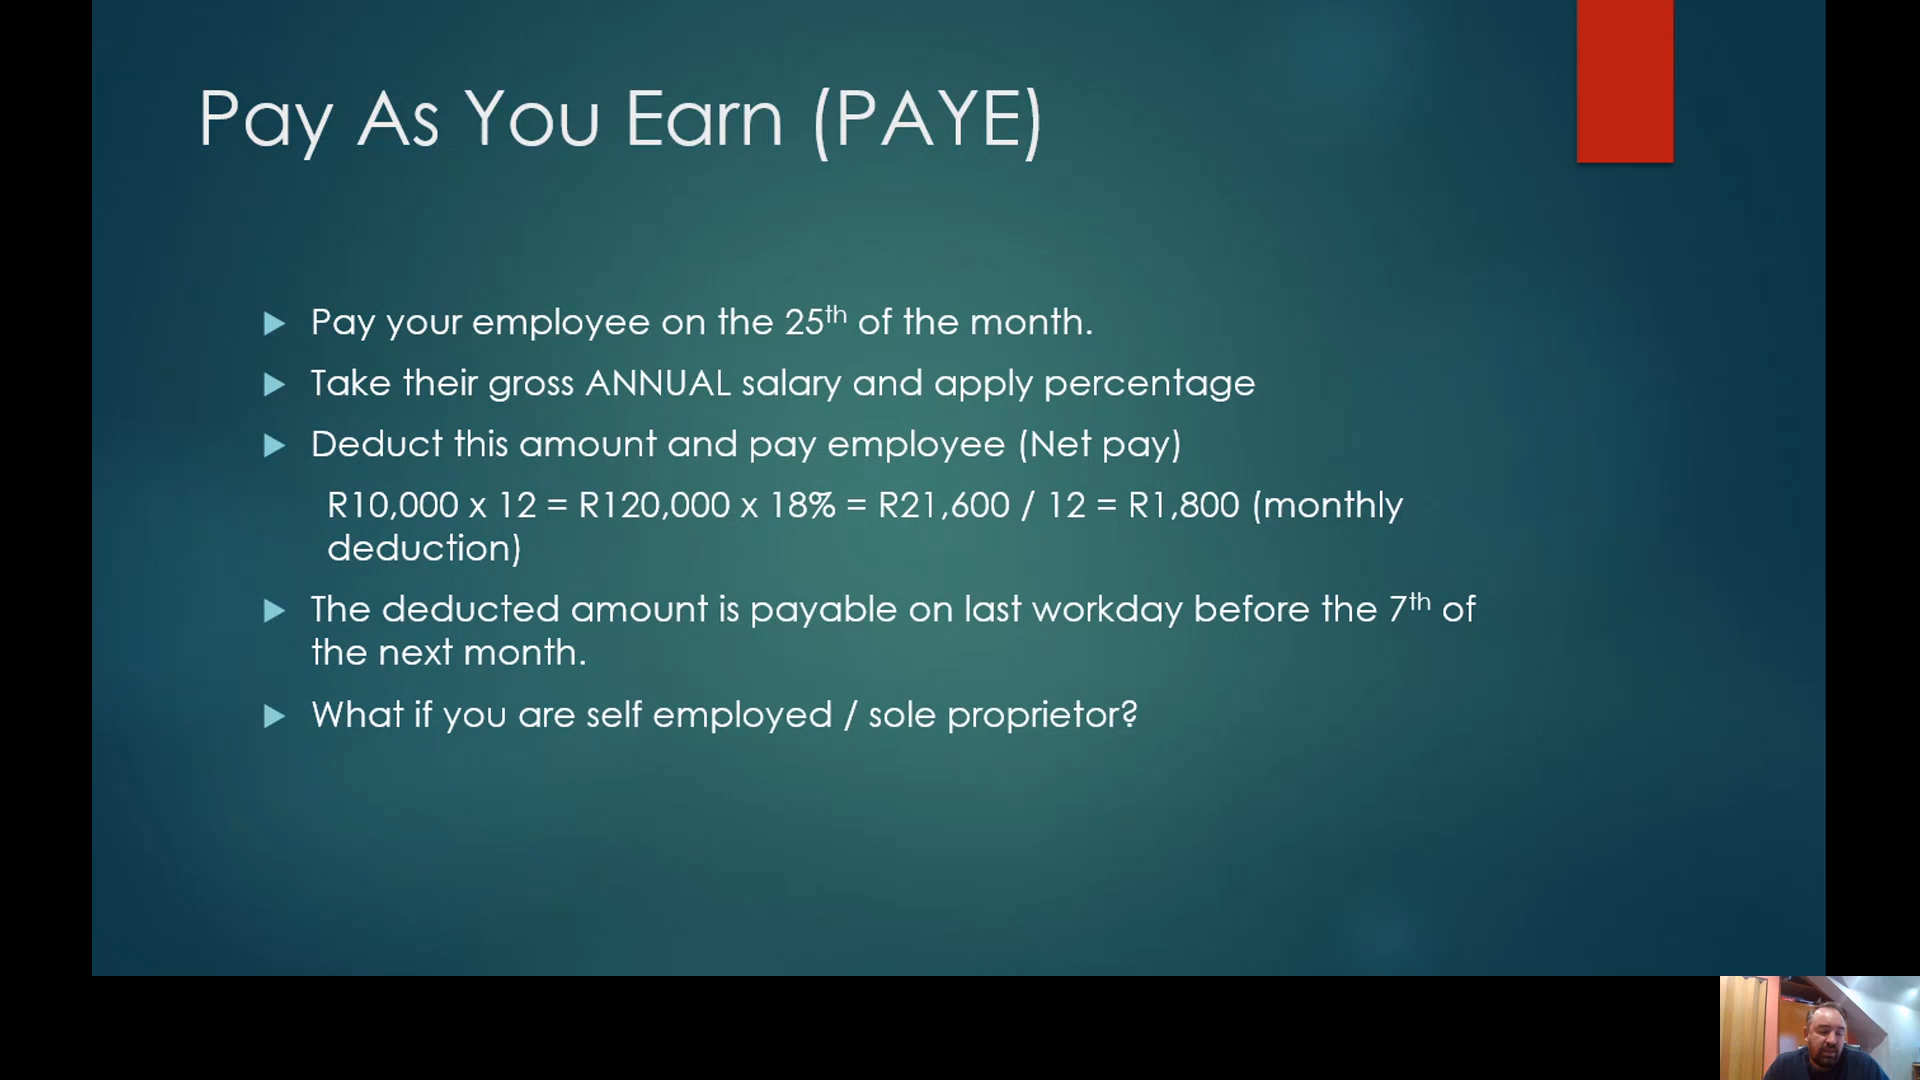 Pay As You Earn (PAYE)
Pay your employee on the 25th of the month.
Take their gross ANNUAL salary and apply percentage
Deduct this amount and pay employee (Net pay)
R10,000 x 12 = R120,000 x 18% = R21,600 / 12 = R1,800 (monthly
deduction)
The deducted amount is payable on last workday before the 7th of
the next month.
What if you are self employed / sole proprietor?